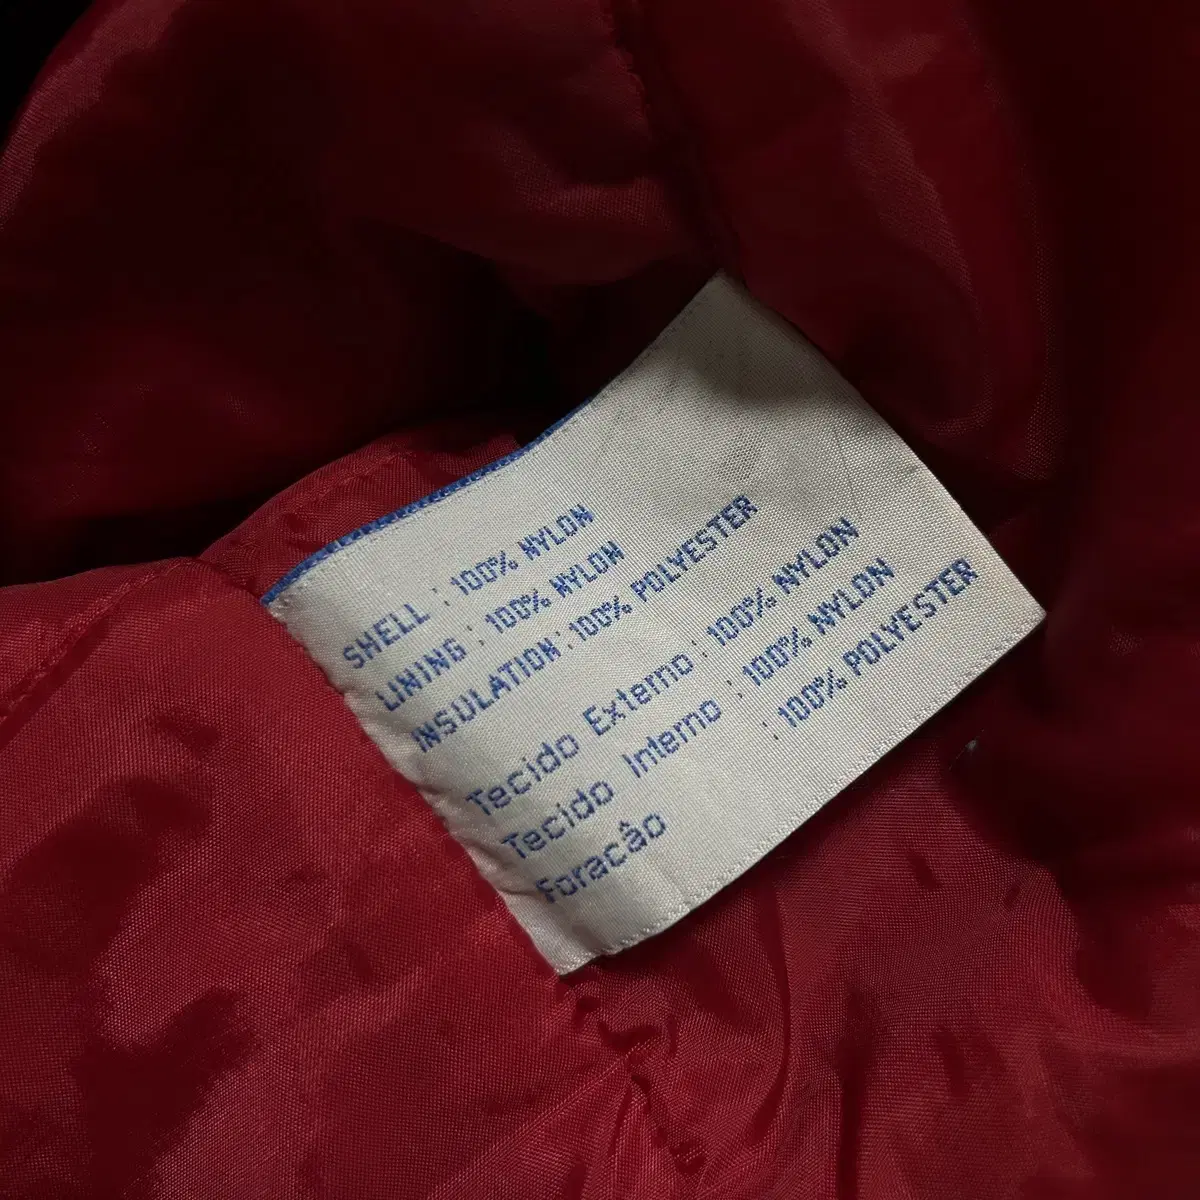 SHELL : 100% NYLON
LINING : 100% NYLON
INSULATION : 100% POLYESTER
Tecido Externo : 100% NYLON
Tecido Interno : 100% NYLON
Foracâo : 100% POLYESTER